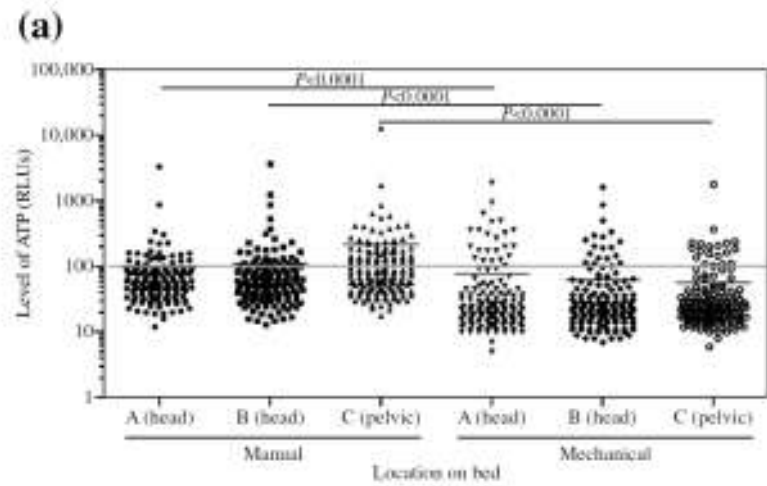 (a)
100,000
10,000
1000
100
10
1
Level of ATP (RLUs)
P<0.0001
P<0.0001
P<0.0001
A (head) B (head) C (pelvic) A (head) B (head) C (pelvic)
Manual Mechanical
Location on bed